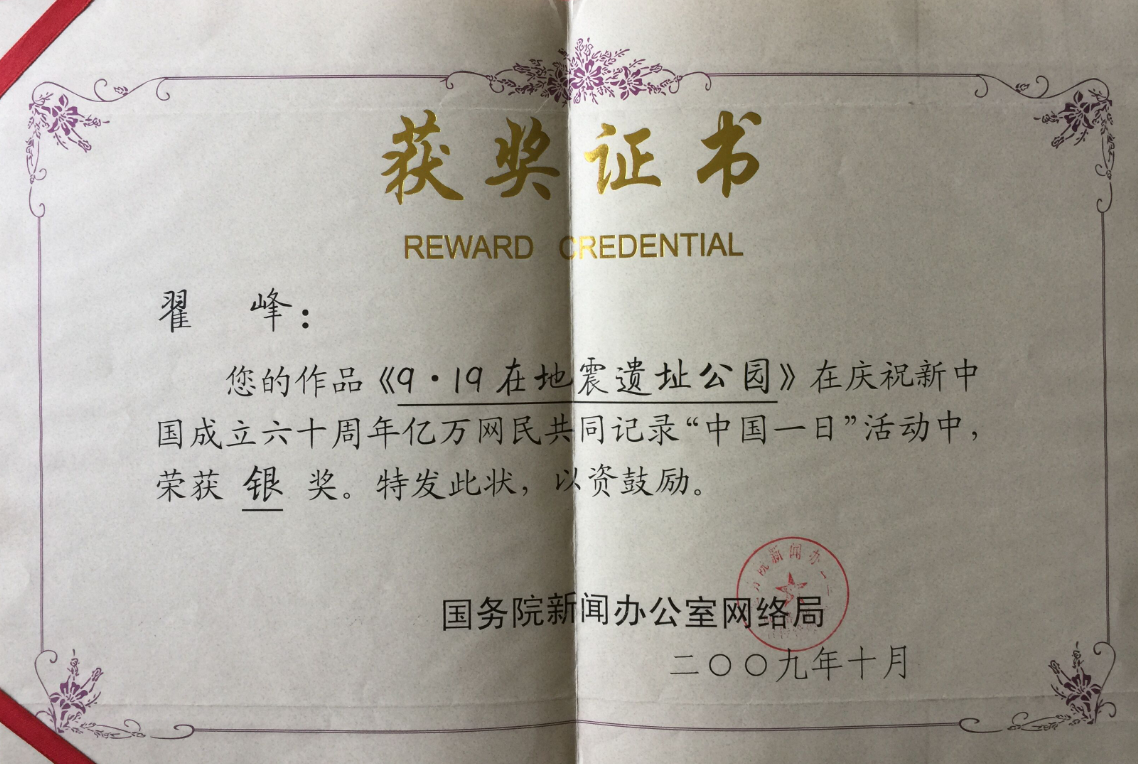 获奖证书
REWARD CREDENTIAL
翟 峰：
您的作品《9·19在地震遗址公园》在庆祝新中
国成立六十周年亿万网民共同记录“中国一日”活动中，
荣获 银 奖。特发此状，以资鼓励。
院新闻办
国务院新闻办公室网络局
二〇〇九年十月